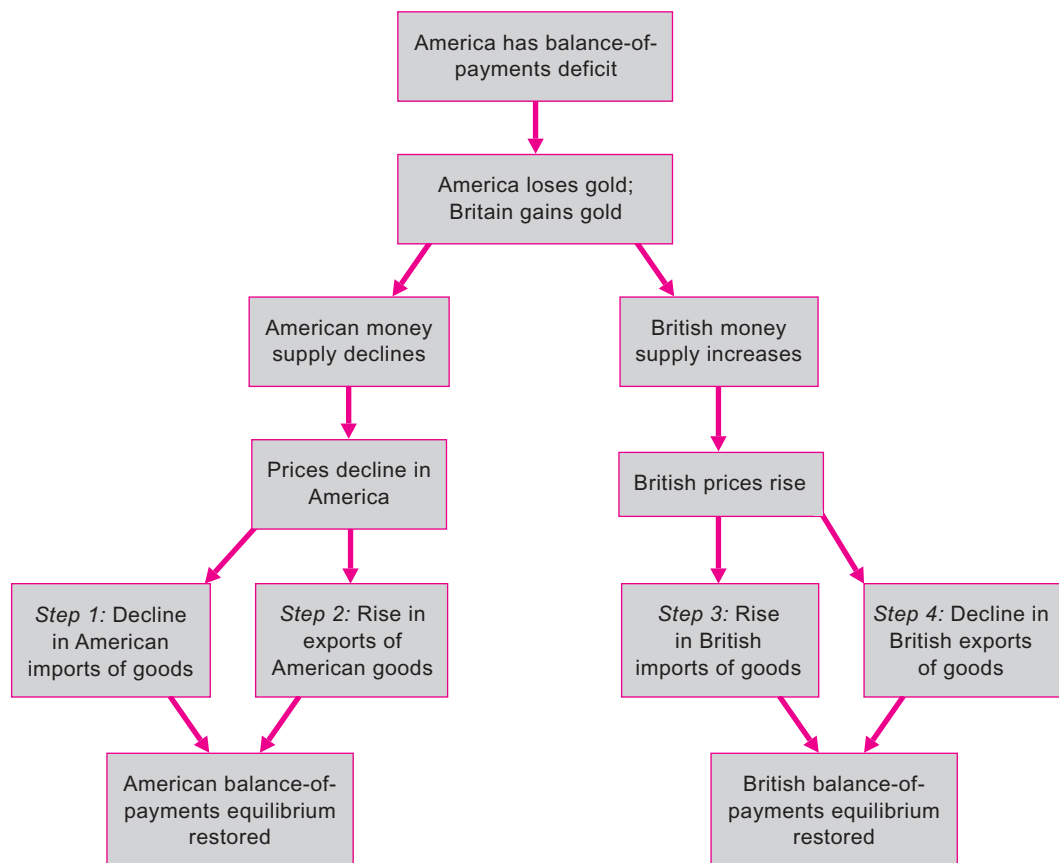 America has balance-of-
payments deficit
America loses gold;
Britain gains gold
American money
supply declines
British money
supply increases
Prices decline in
America
British prices rise
Step 1: Decline
in American
imports of goods
Step 2: Rise in
exports of
American goods
Step 3: Rise
in British
imports of goods
Step 4: Decline in
British exports
of goods
American balance-of-
payments equilibrium
restored
British balance-of-
payments equilibrium
restored